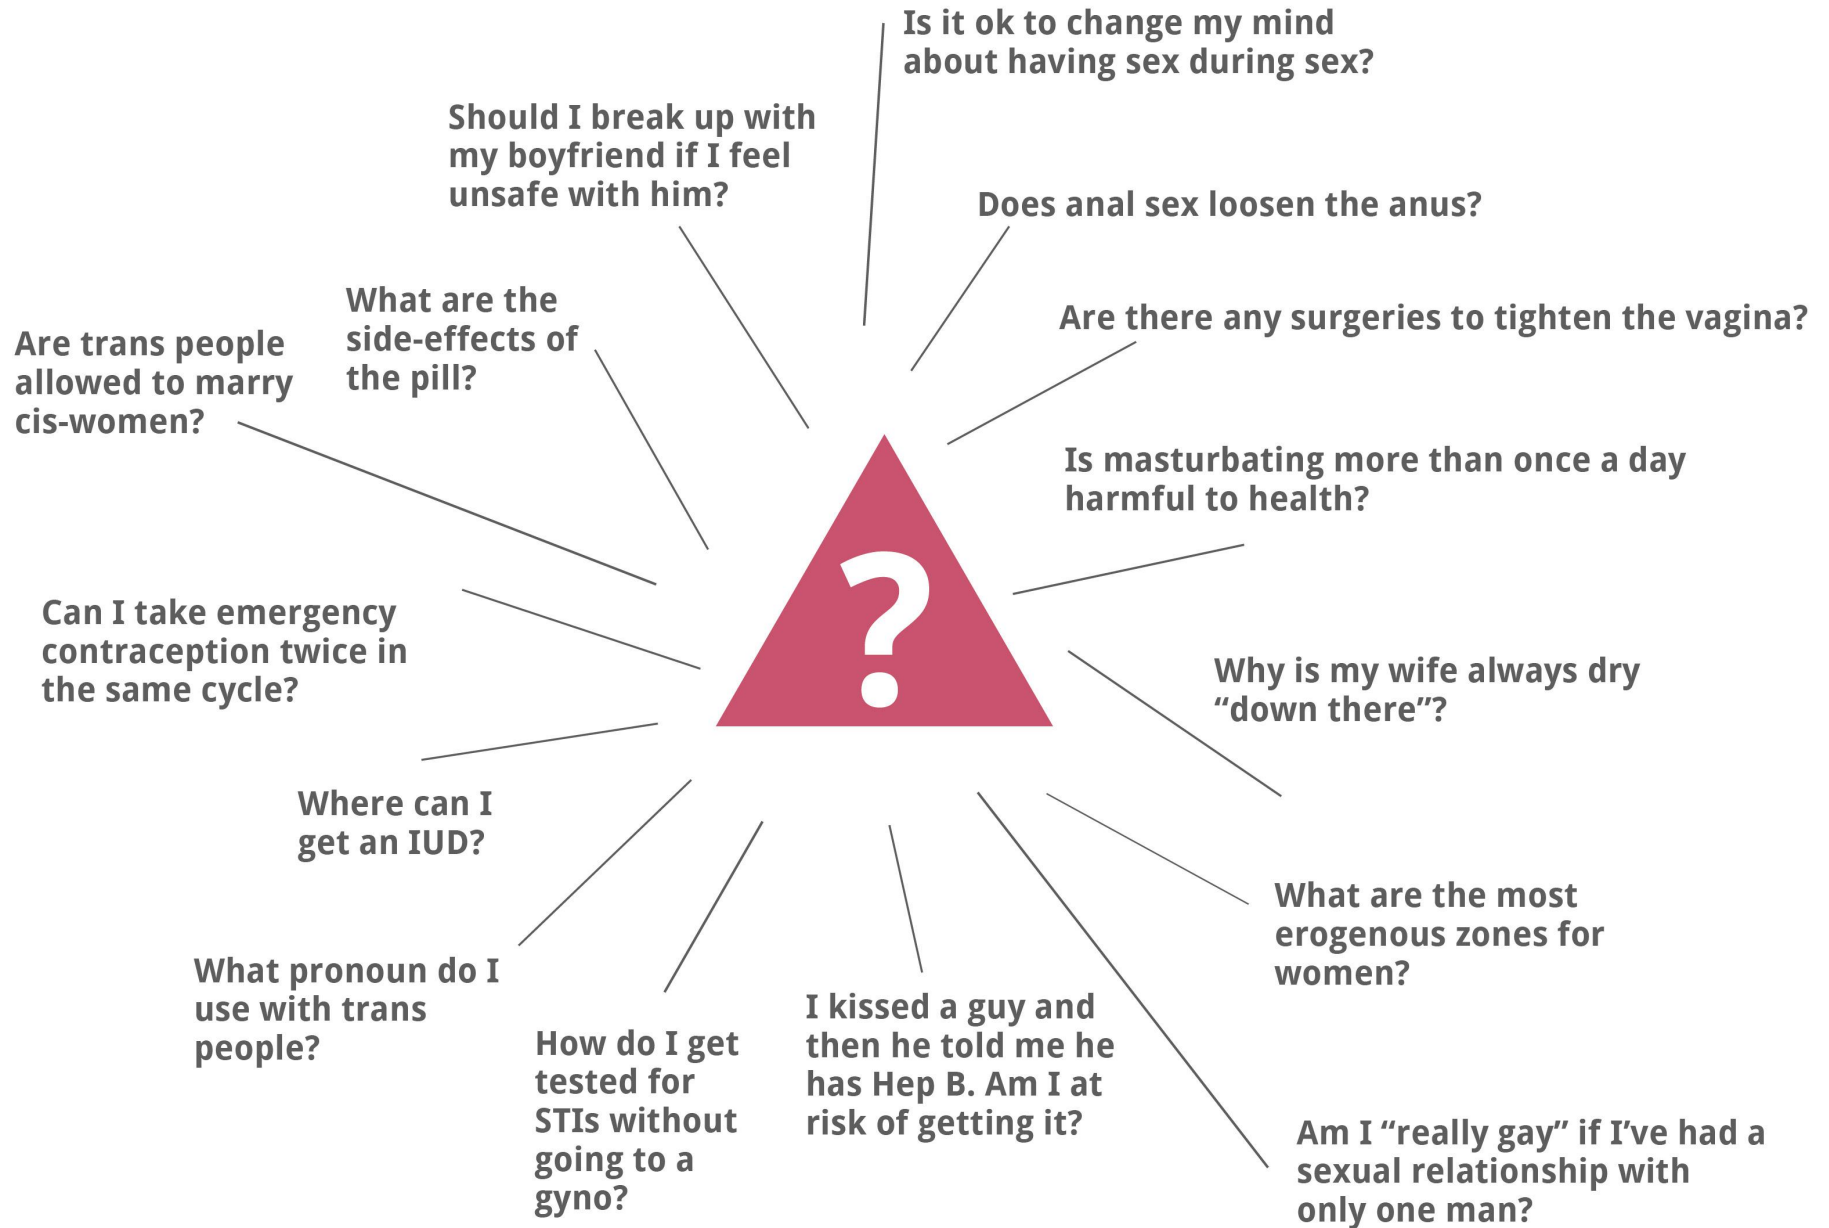 Is it ok to change my mind
about having sex during sex?
Should I break up with
my boyfriend if I feel
unsafe with him?
Does anal sex loosen the anus?
What are the
side-effects of
the pill?
Are there any surgeries to tighten the vagina?
Are trans people
allowed to marry
cis-women?
Is masturbating more than once a day
harmful to health?
?
Can I take emergency
contraception twice in
the same cycle?
Why is my wife always dry
“down there”?
Where can I
get an IUD?
What are the most
erogenous zones for
women?
What pronoun do I
use with trans
people?
How do I get
tested for
STIs without
going to a
gyno?
I kissed a guy and
then he told me he
has Hep B. Am I at
risk of getting it?
Am I “really gay” if I’ve had a
sexual relationship with
only one man?